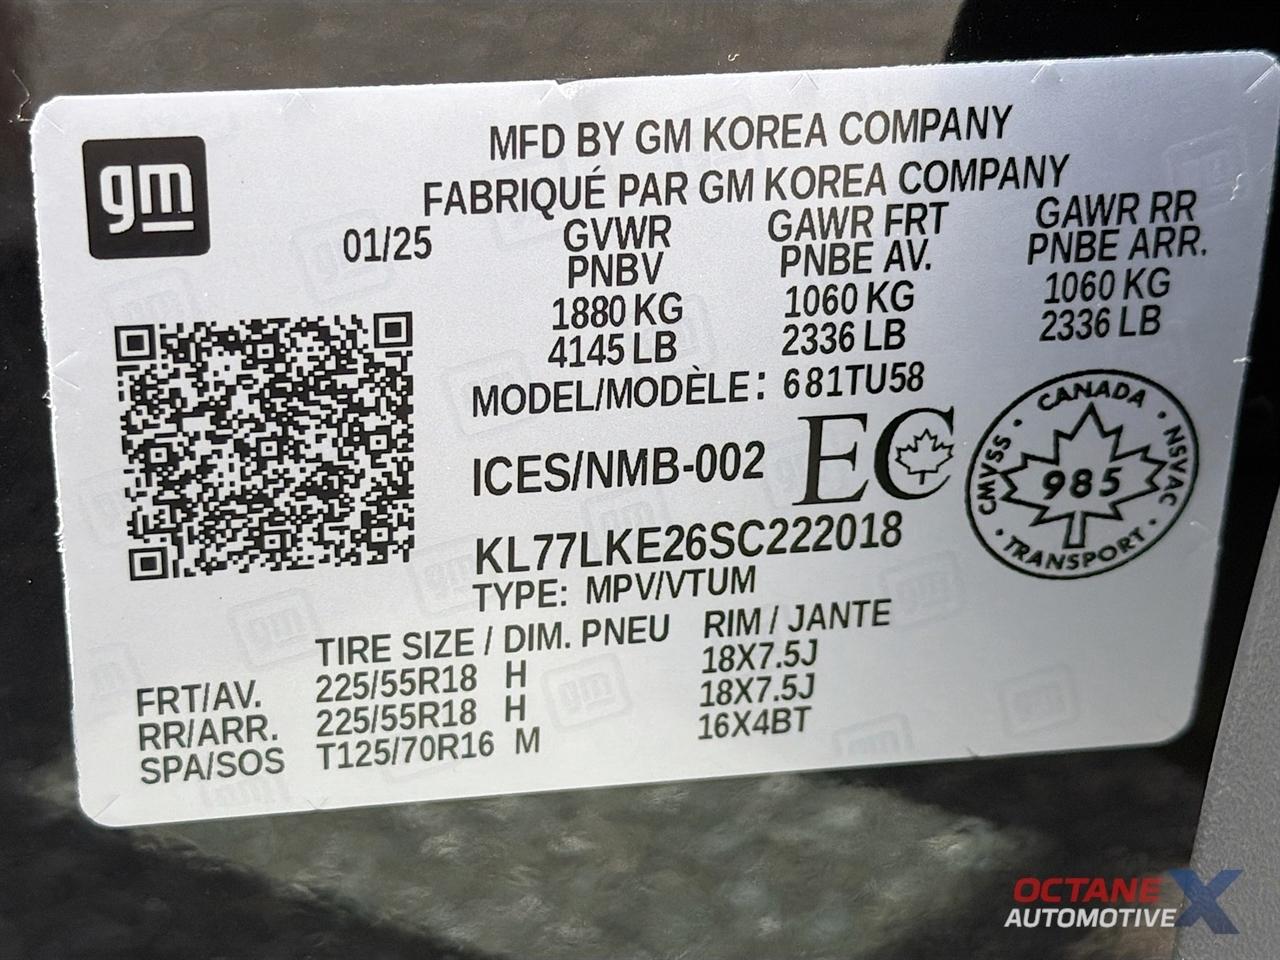 gm
MFD BY GM KOREA COMPANY
FABRIQUÉ PAR GM KOREA COMPANY
01/25
GVWR GAWR FRT GAWR RR
PNBV PNBE AV. PNBE ARR.
1880 KG 1060 KG 1060 KG
4145 LB 2336 LB 2336 LB
MODEL/MODÈLE: 681TU58
ICES/NMB-002 EC
CANADA · NSVAC · TRANSPORT · CMVSS ·
985
KL77LKE26SC222018
TYPE: MPV/VTUM
TIRE SIZE / DIM. PNEU RIM / JANTE
FRT/AV. 225/55R18 H 18X7.5J
RR/ARR. 225/55R18 H 18X7.5J
SPA/SOS T125/70R16 M 16X4BT
OCTANE X
AUTOMOTIVE